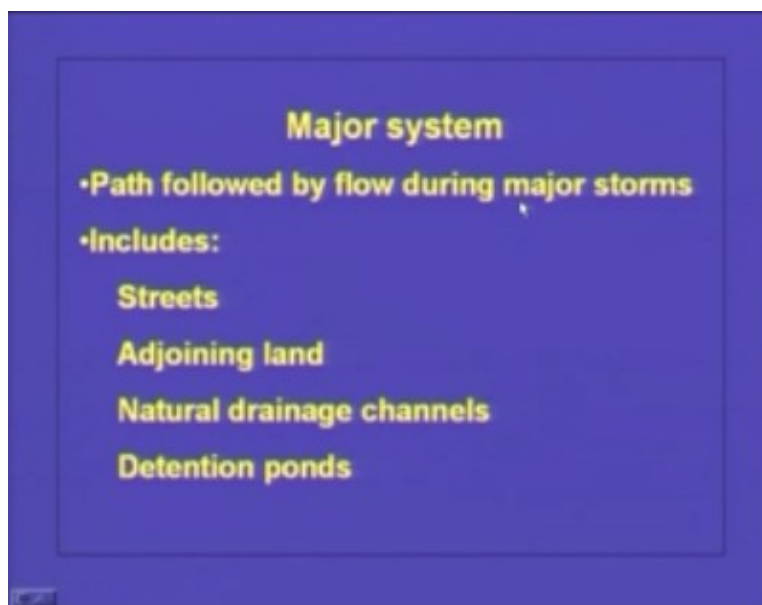 Major system
•Path followed by flow during major storms
•Includes:
Streets
Adjoining land
Natural drainage channels
Detention ponds